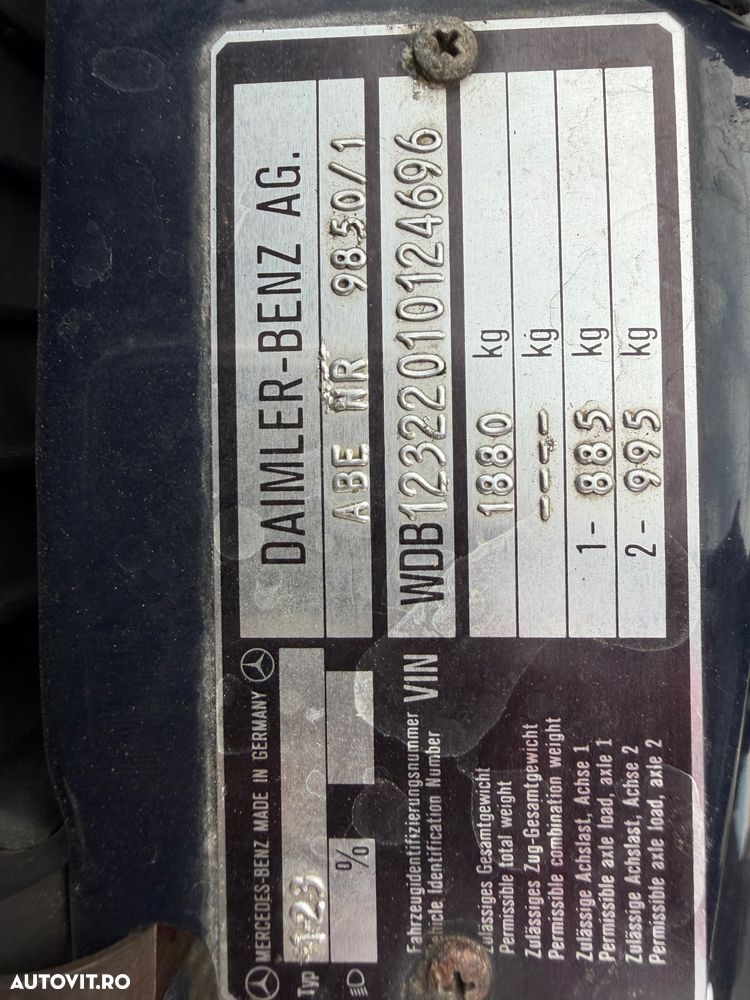 MERCEDES-BENZ MADE IN GERMANY
DAIMLER-BENZ AG.
Typ 123
ABE NR 9850/1
%
Fahrzeugidentifizierungsnummer
Vehicle Identification Number
VIN WDB12322010124696
Zulässiges Gesamtgewicht
Permissible total weight
1880 kg
Zulässiges Zug-Gesamtgewicht
Permissible combination weight
---- kg
Zulässige Achslast, Achse 1
Permissible axle load, axle 1
1- 885 kg
Zulässige Achslast, Achse 2
Permissible axle load, axle 2
2- 995 kg
AUTOVIT.RO